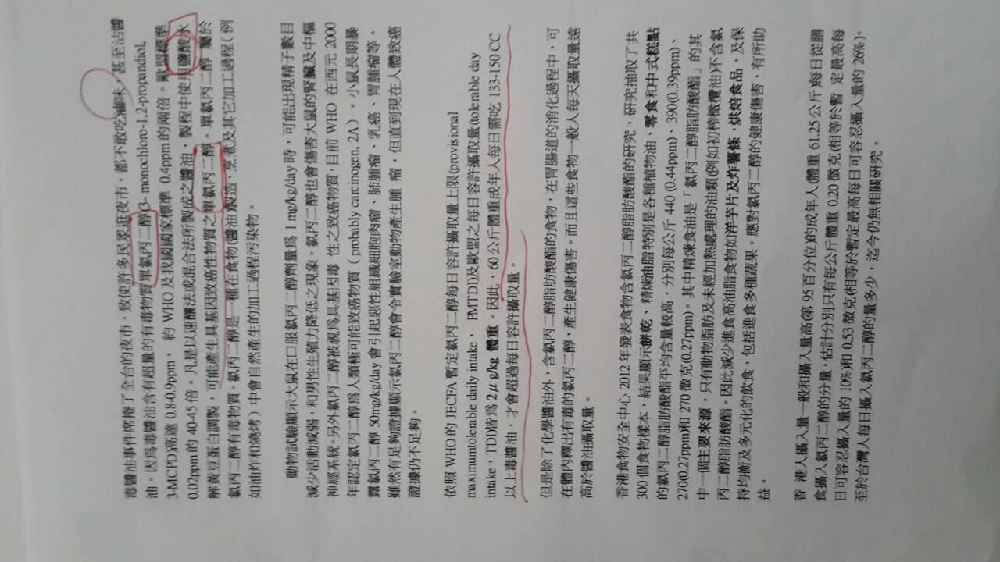 毒醬油事件席捲了全台的夜市，致使許多民眾逛夜市，都不敢吃滷味，甚至沾醬
油。因為毒醬油含有超量的有毒物質單氯丙二醇(3- monochloro-1,2-propandiol,
3-MCPD)高達 0.8-0.9ppm， 約 WHO 及我國國家標準 0.4ppm 的兩倍。歐盟標準
0.02ppm的 40-45 倍。凡是以速釀法或混合法所製成之醬油，製程中使用鹽酸水
解黃豆蛋白調製，可能產生具基因致癌性物質之單氯丙二醇。單氯丙二醇 屬於
氯丙二醇有毒物質。氯丙二醇是一種在食物(醬油)製造、烹煮及其它加工過程（例
如油炸和燒烤）中會自然產生的加工過程污染物。
動物試驗顯示大鼠在口服氯丙二醇劑量為 1 mg/kg/day 時，可能出現精子數目
減少活動減弱，和男性生殖力降低之現象。氯丙二醇也會傷害大鼠的腎臟及中樞
神經系統。另外氯丙二醇被視為具基因毒 性之致癌物質，目前 WHO 在西元 2000
年認定氯丙二醇為人類極可能致癌物質（ probably carcinogen, 2A）。小鼠長期暴
露氯丙二醇 50mg/kg/day 會引起惡性組織細胞肉瘤、肺腫瘤、乳癌、胃腫瘤等。
雖然有足夠證據顯示氯丙二醇會令實驗室動物產生腫 瘤，但直到現在人體致癌
證據仍不足夠。
依照 WHO 的 JECFA 暫定氯丙二醇每日容許攝取量上限(provisional
maximumtolerable daily intake， PMTDI)及歐盟之每日容許攝取量(tolerable day
intake，TDI)皆為 2μg/kg 體重。因此，60 公斤體重成年人每日需吃 133-150 CC
以上毒醬油，才會超過每日容許攝取量。
但是除了化學醬油外，含氯丙二醇脂肪酸酯的食物，在胃腸道的消化過程中，可
在體內釋出有毒的氯丙二醇，產生健康傷害。而且這些食物一般人每天攝取量遠
高於醬油攝取量。
香港食物安全中心 2012 年發表食物含氯丙二醇脂肪酸酯的研究，研究抽取了共
300 個食物樣本，結果顯示餅乾、精煉油脂特別是各種植物油、零食和中式糕點
的氯丙二醇脂肪酸酯平均含量較高，分別每公斤 440 (0.44ppm)、390(0.39ppm)、
270(0.27ppm)和 270 微克(0.27ppm)。其中精煉食油是「氯丙二醇脂肪酸酯」的其
中一個主要來源，只有動物脂肪及未經加熱處理的油類(例如初榨橄欖油)不含氯
丙二醇脂肪酸酯。因此減少進食高油脂食物如洋芋片及炸薯條，烘焙食品，及保
持均衡及多元化的飲食，包括進食多種蔬果。應對氯丙二醇的健康傷害，有所助
益。
香 港人攝入量一般和攝入量高(第 95 百分位)的成年人(體重 61.25 公斤)每日從膳
食攝入氯丙二醇的分量，估計分別只有每公斤體重 0.20 微克(相等於暫 定最高每
日可容忍攝入量的 10%)和 0.53 微克(相等於暫定最高每日可容忍攝入量的 26%)。
至於台灣人每日攝入氯丙二醇的量多少，迄今仍無相關研究。